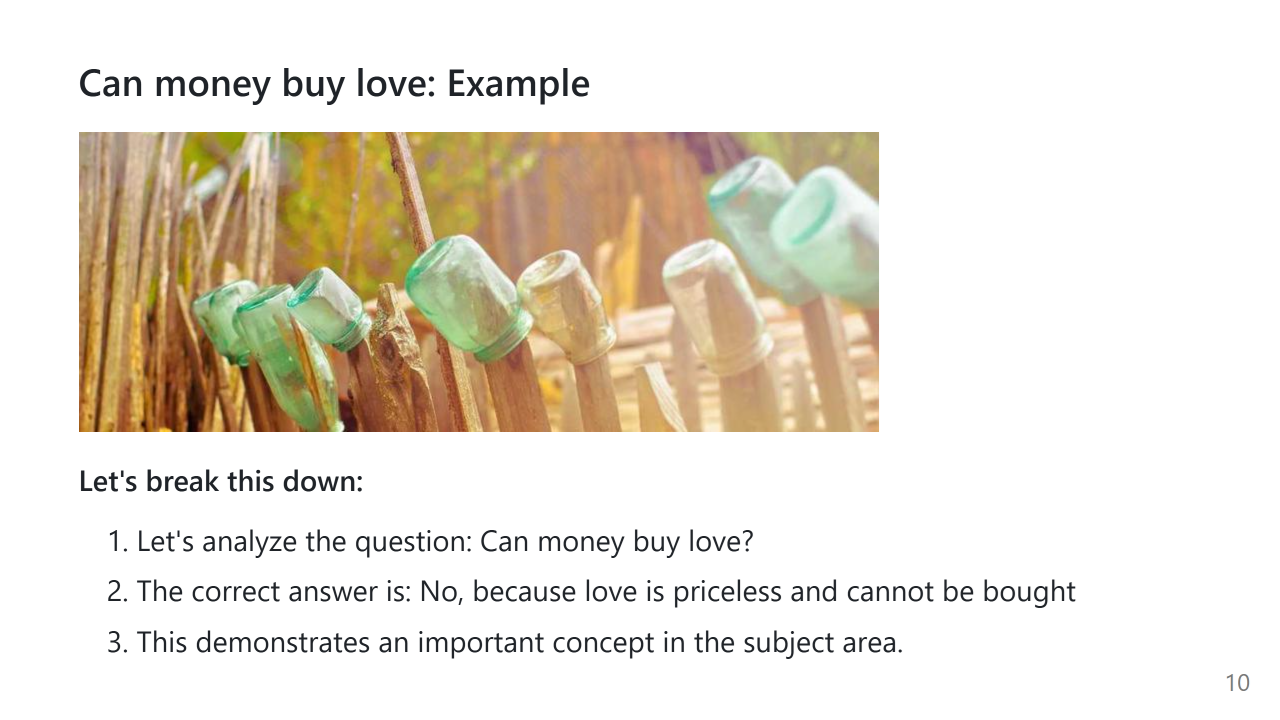 Can money buy love: Example
Let's break this down:
1. Let's analyze the question: Can money buy love?
2. The correct answer is: No, because love is priceless and cannot be bought
3. This demonstrates an important concept in the subject area.
10